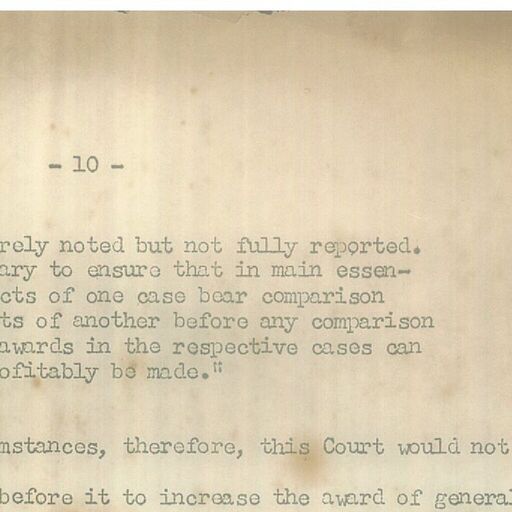 - 10 -
rely noted but not fully reported.
ary to ensure that in main essen-
cts of one case bear comparison
ts of another before any comparison
awards in the respective cases can
ofitably be made."
mstances, therefore, this Court would not
before it to increase the award of general